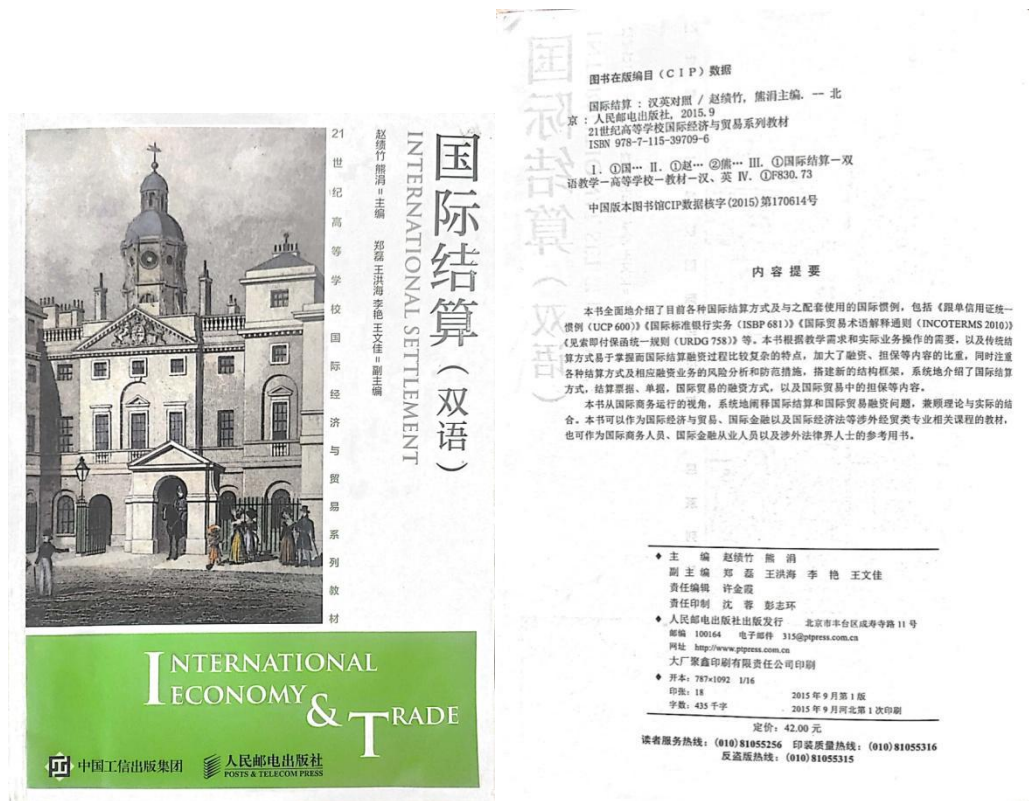 国际结算（双语）
INTERNATIONAL SETTLEMENT
赵绩竹 熊涓=主编 郑磊 王洪海 李艳 王文佳=副主编
21世纪高等学校国际经济与贸易系列教材
INTERNATIONAL
ECONOMY
& TRADE
中国工信出版集团
人民邮电出版社
POSTS & TELECOM PRESS
图书在版编目（CIP）数据
国际结算：汉英对照 / 赵绩竹，熊涓主编. -- 北
京：人民邮电出版社，2015.9
21世纪高等学校国际经济与贸易系列教材
ISBN 978-7-115-39709-6
Ⅰ. ①国… Ⅱ. ①赵… ②熊… Ⅲ. ①国际结算－双
语教学－高等学校－教材－汉、英 Ⅳ. ①F830.73
中国版本图书馆CIP数据核字(2015)第170614号
内容提要
本书全面地介绍了目前各种国际结算方式及与之配套使用的国际惯例，包括《跟单信用证统一
惯例（UCP 600）》《国际标准银行实务（ISBP 681）》《国际贸易术语解释通则（INCOTERMS 2010）》
《见索即付保函统一规则（URDG 758）》等。本书根据教学需求和实际业务操作的需要，以及传统结
算方式易于掌握而国际结算融资过程比较复杂的特点，加大了融资、担保等内容的比重，同时注重
各种结算方式及相应融资业务的风险分析和防范措施，搭建新的结构框架，系统地介绍了国际结算
方式，结算票据、单据，国际贸易的融资方式，以及国际贸易中的担保等内容。
本书从国际商务运行的视角，系统地阐释国际结算和国际贸易融资问题，兼顾理论与实际的结
合。本书可以作为国际经济与贸易、国际金融以及国际经济法等涉外经贸类专业相关课程的教材，
也可作为国际商务人员、国际金融从业人员以及涉外法律界人士的参考用书。
◆ 主 编 赵绩竹 熊 涓
副主编 郑 磊 王洪海 李 艳 王文佳
责任编辑 许金霞
责任印制 沈 蓉 彭志环
◆ 人民邮电出版社出版发行 北京市丰台区成寿寺路11号
邮编 100164 电子邮件 315@ptpress.com.cn
网址 http://www.ptpress.com.cn
大厂聚鑫印刷有限责任公司印刷
◆ 开本：787×1092 1/16
印张：18 2015年9月第1版
字数：435千字 2015年9月河北第1次印刷
定价：42.00元
读者服务热线：(010)81055256 印装质量热线：(010)81055316
反盗版热线：(010)81055315